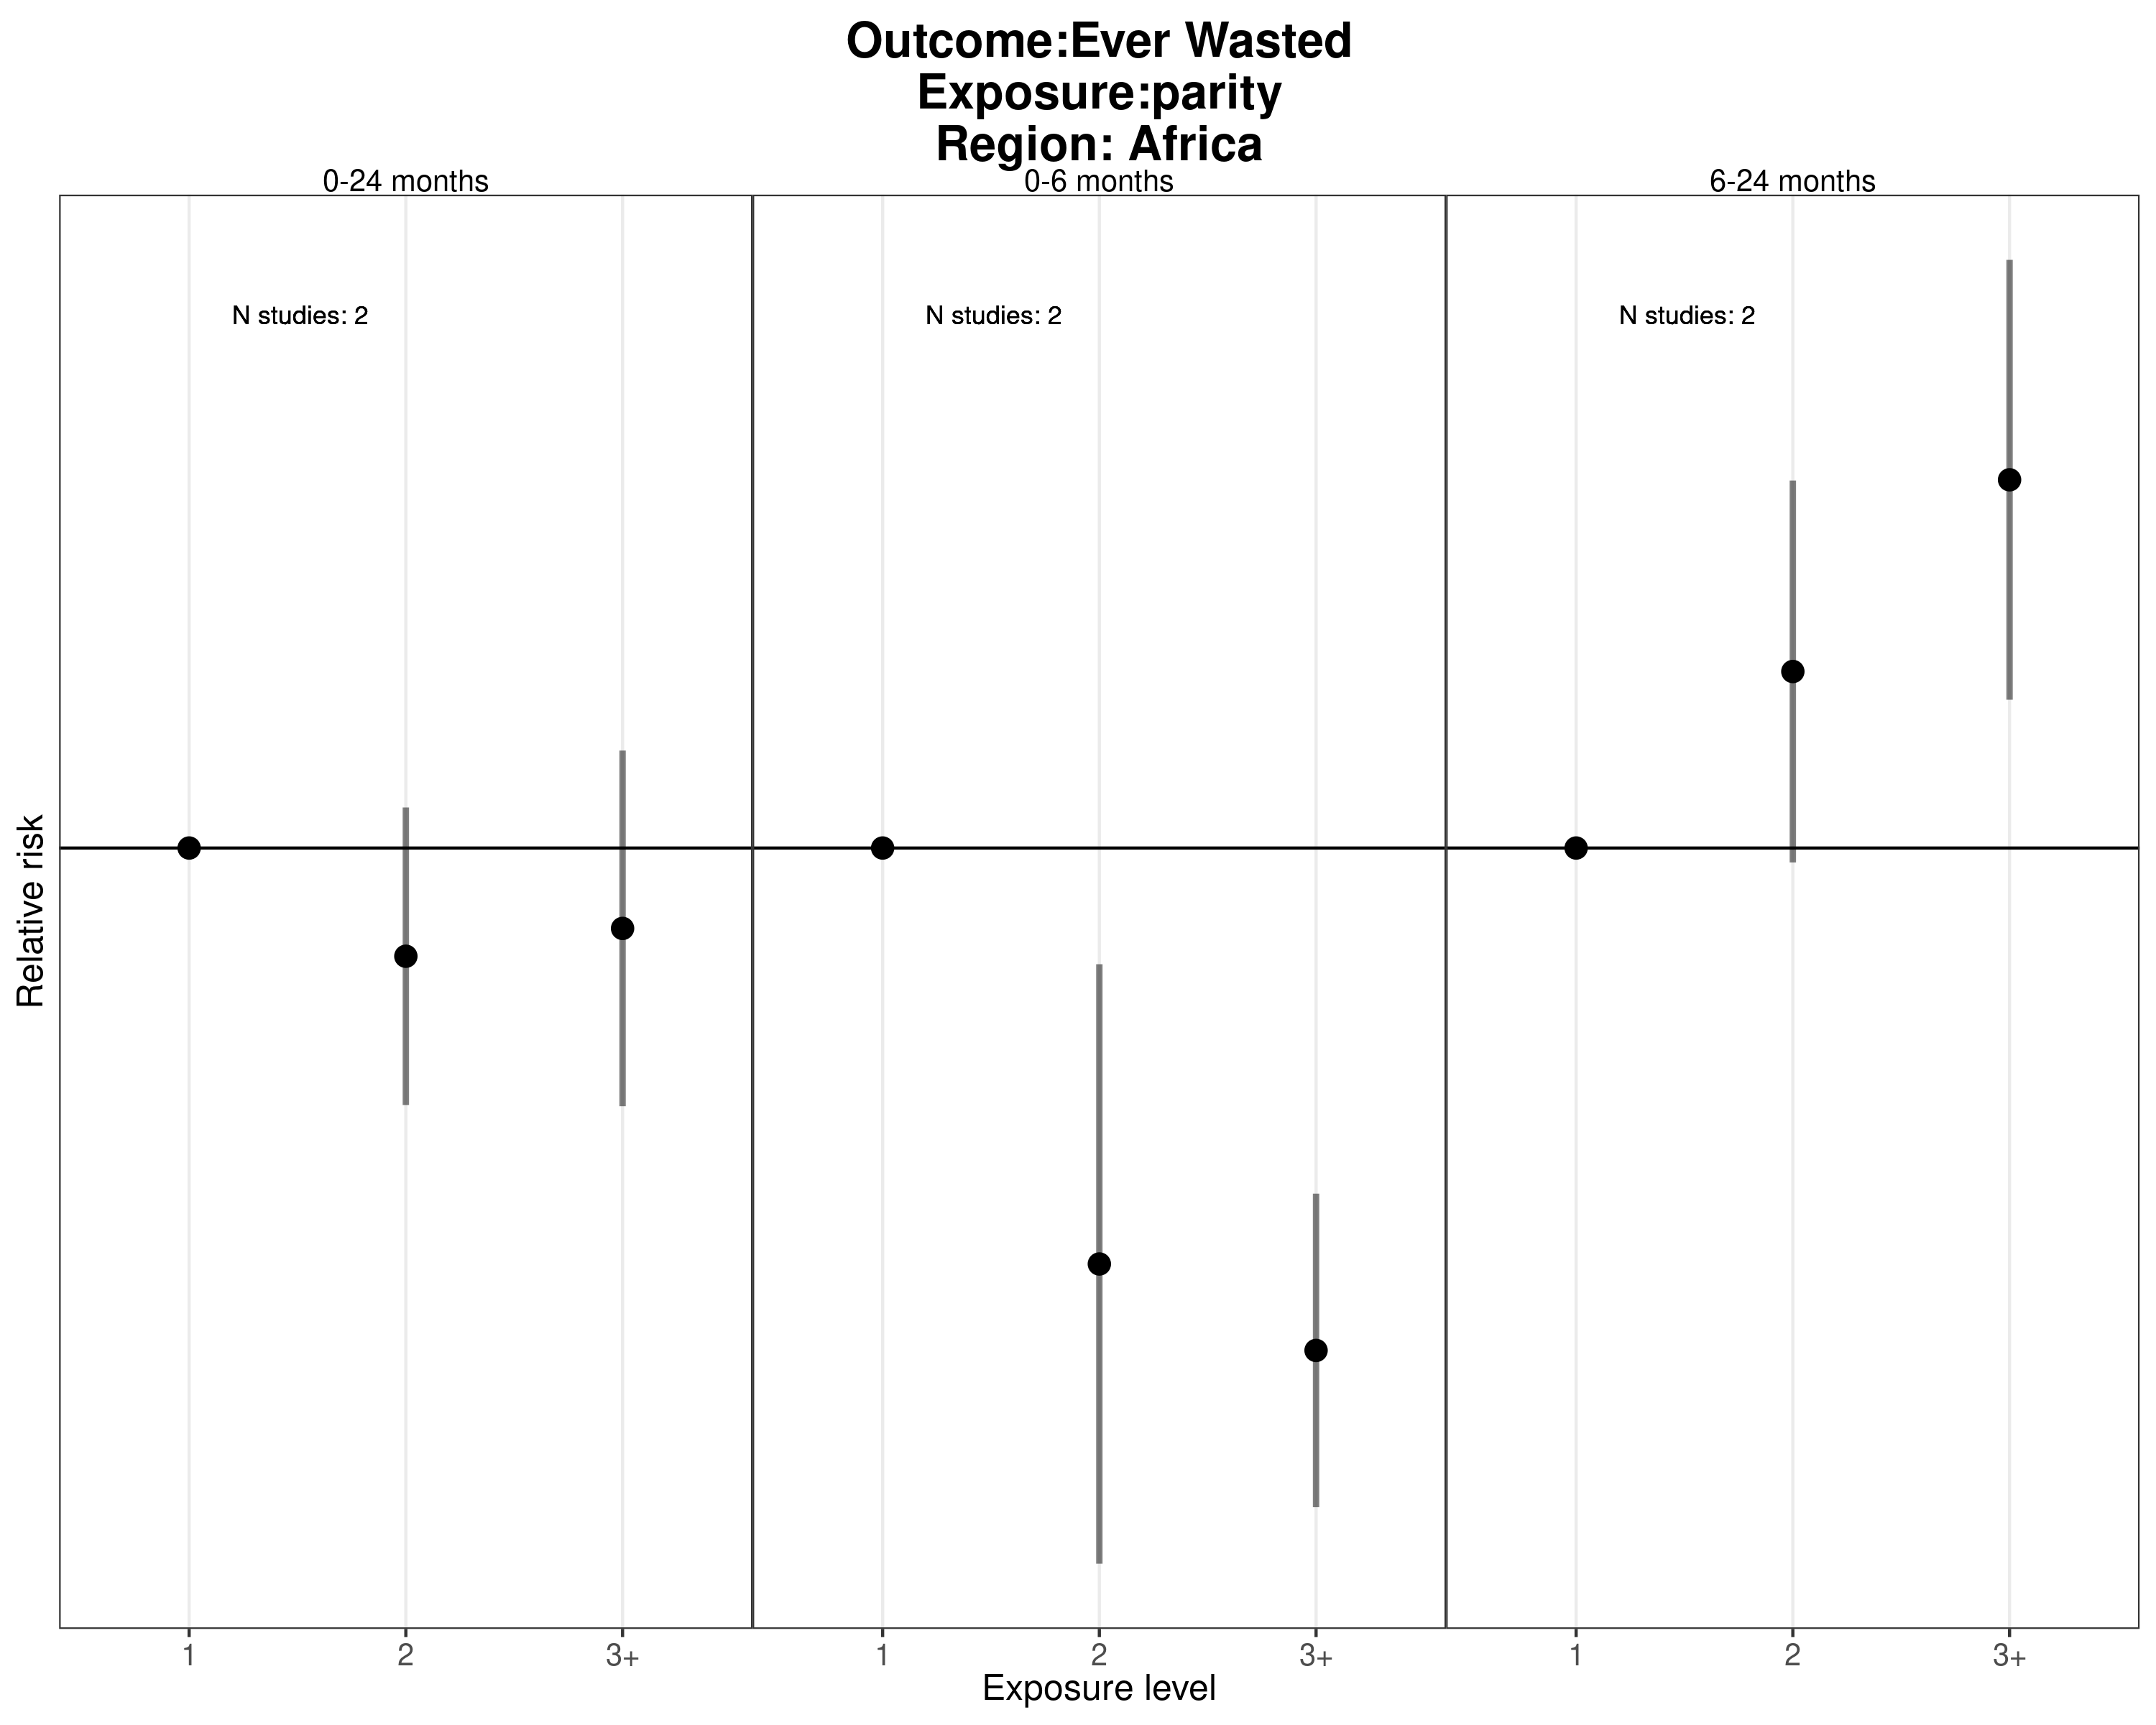 Outcome:Ever Wasted
Exposure:parity
Region: Africa
0-24 months
0-6 months
6-24 months
N studies: 2
N studies: 2
N studies: 2
Relative risk
1
2
3+
1
2
3+
1
2
3+
Exposure level